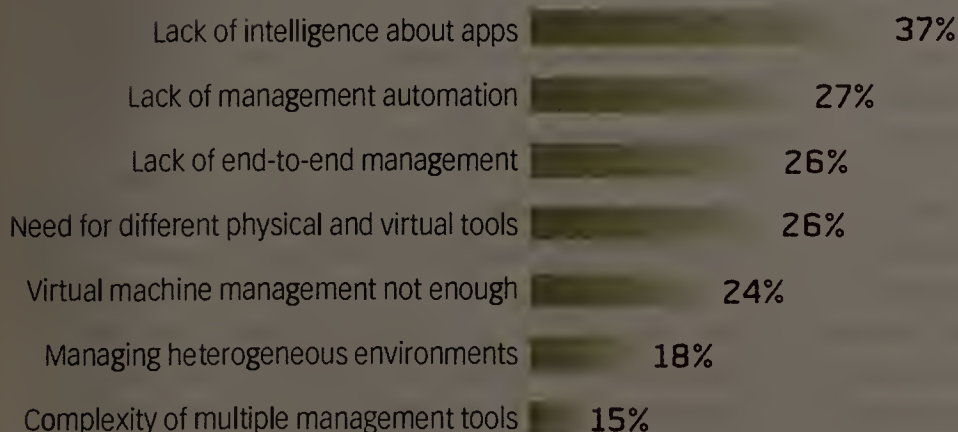 Lack of intelligence about apps 37%
Lack of management automation 27%
Lack of end-to-end management 26%
Need for different physical and virtual tools 26%
Virtual machine management not enough 24%
Managing heterogeneous environments 18%
Complexity of multiple management tools 15%